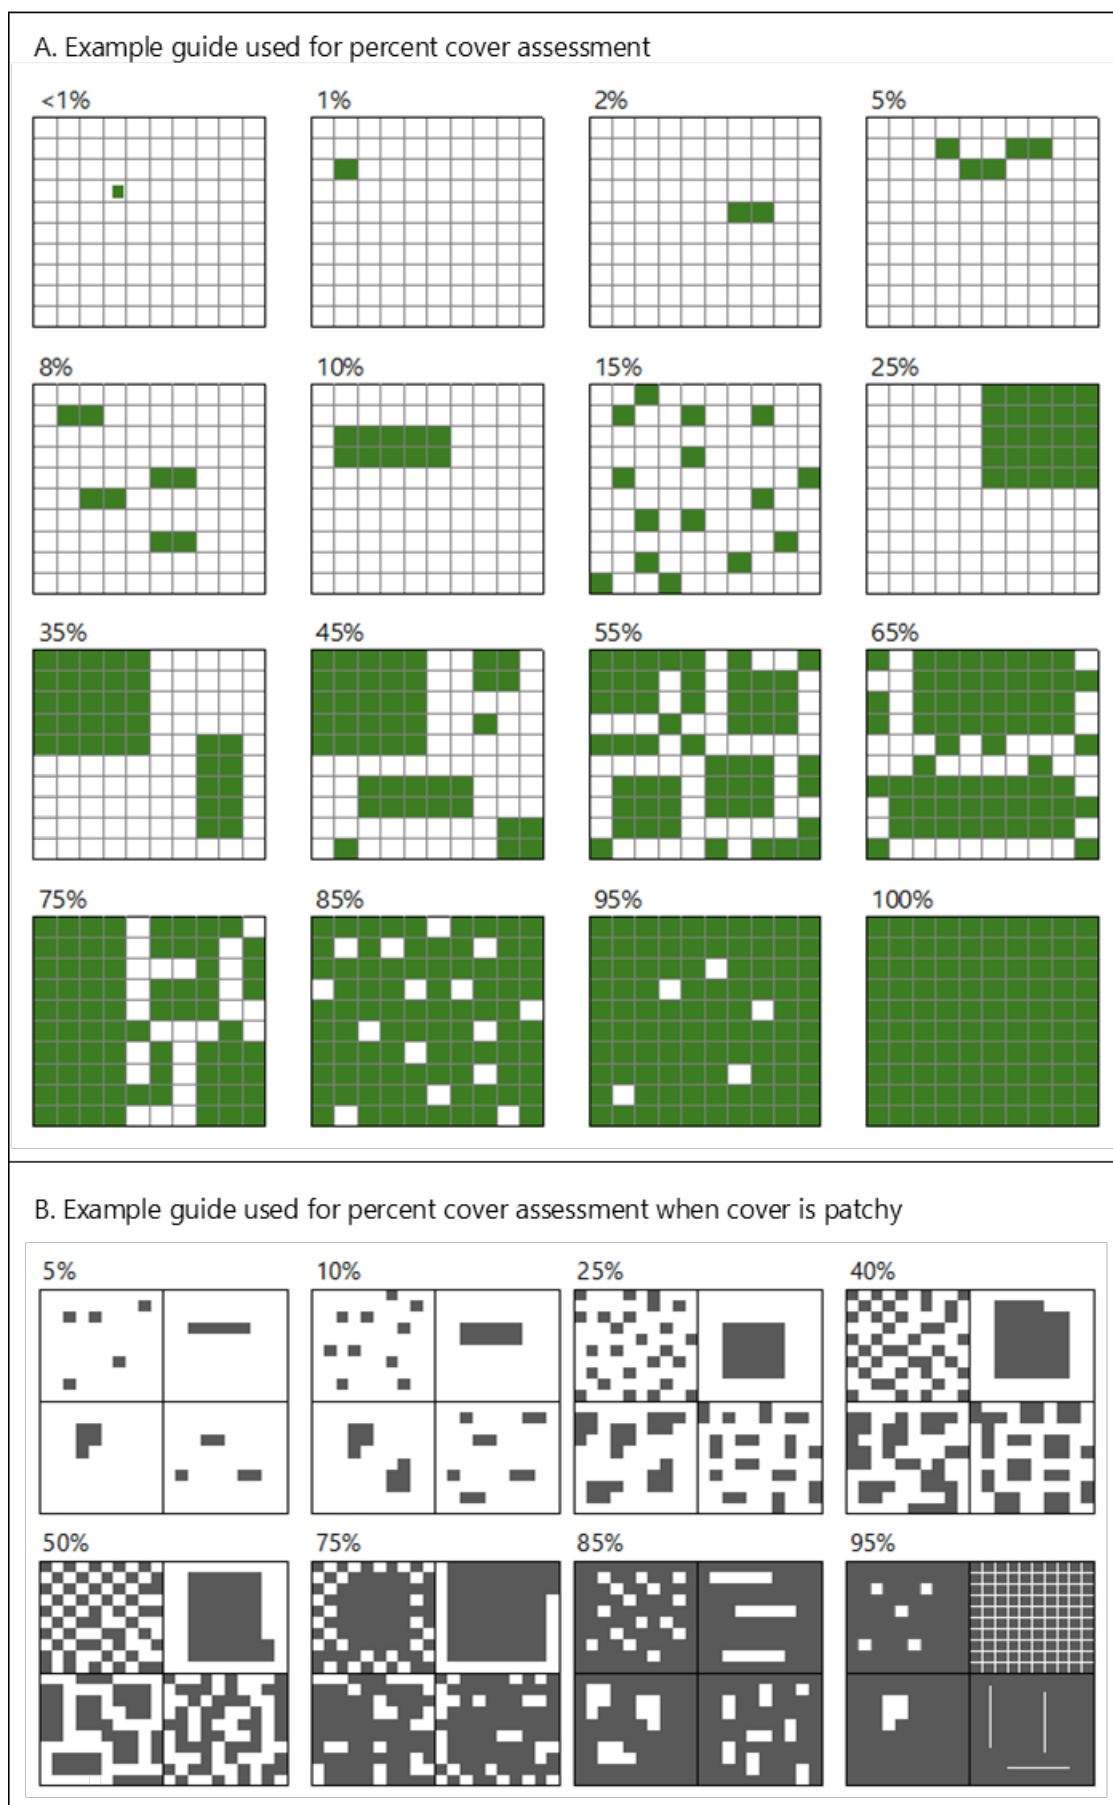 A. Example guide used for percent cover assessment
<1% 1% 2% 5%
8% 10% 15% 25%
35% 45% 55% 65%
75% 85% 95% 100%
B. Example guide used for percent cover assessment when cover is patchy
5% 10% 25% 40%
50% 75% 85% 95%